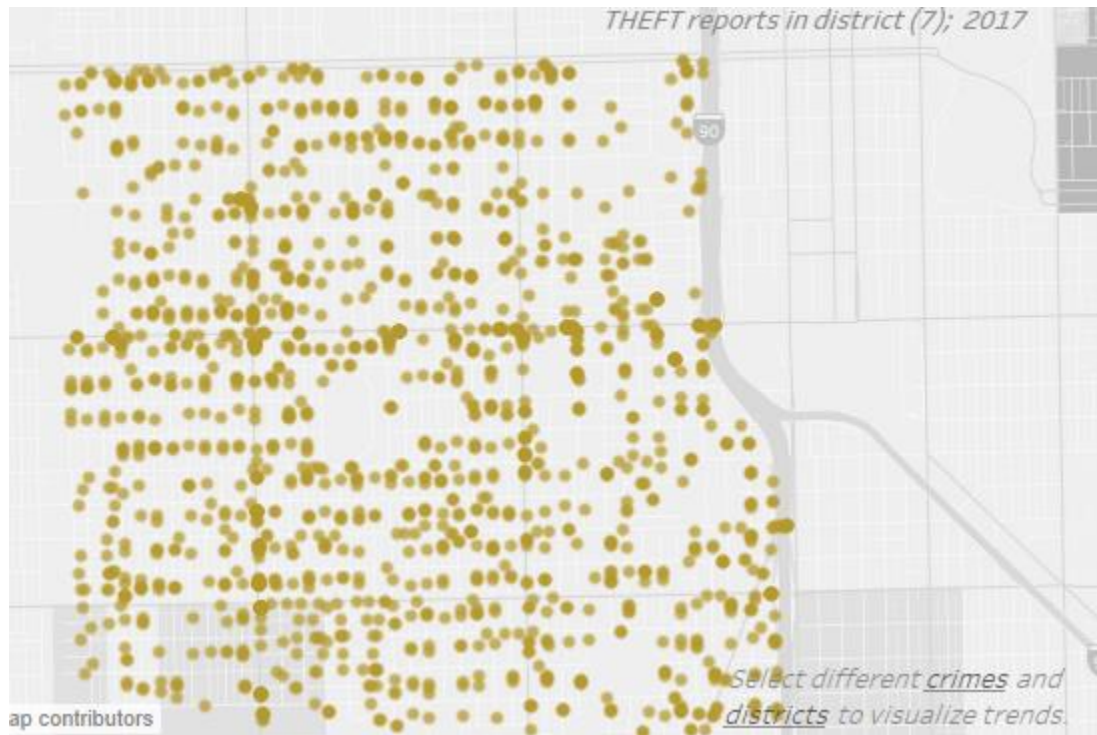 THEFT reports in district (7); 2017
90
Select different crimes and
districts to visualize trends.
ap contributors